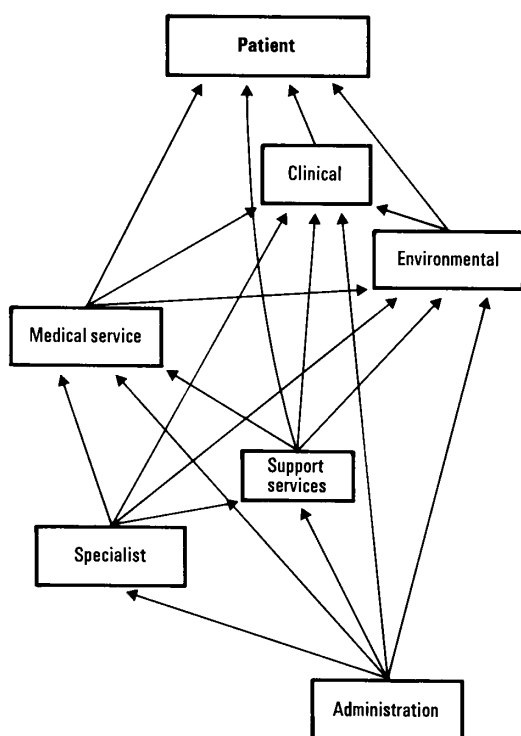 Patient
Clinical
Environmental
Medical service
Support
services
Specialist
Administration